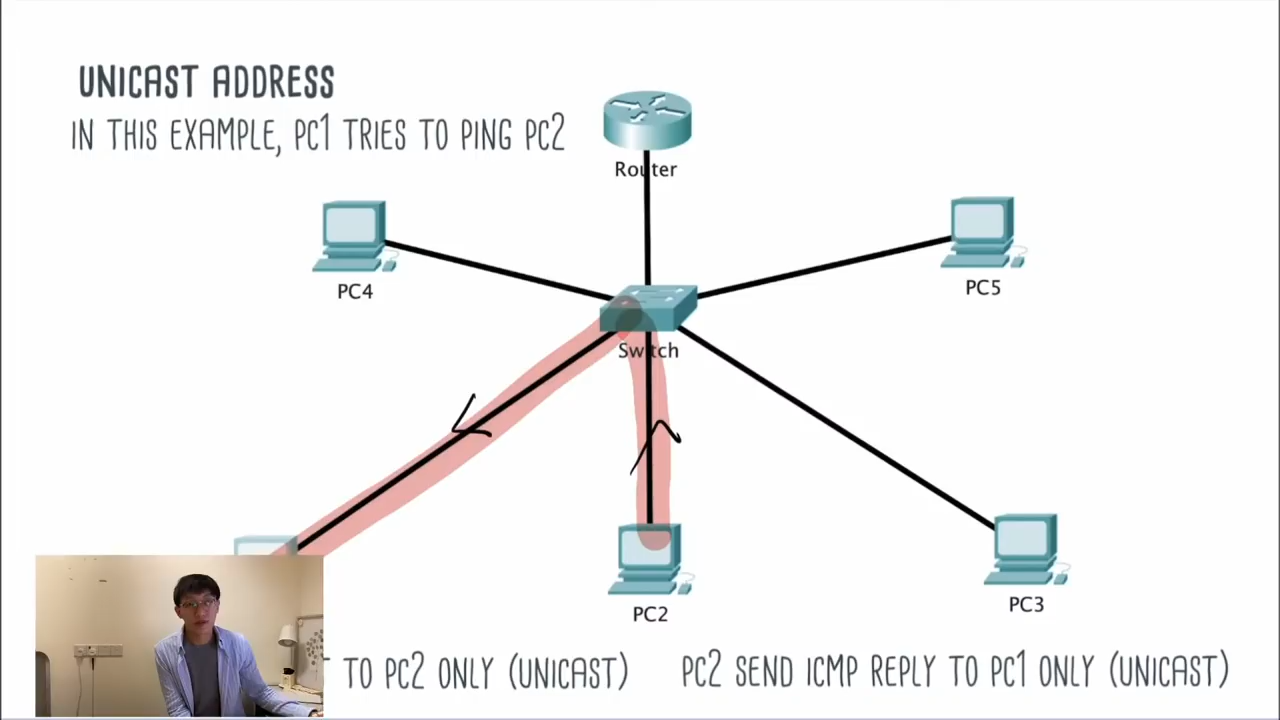 UNICAST ADDRESS
IN THIS EXAMPLE, PC1 TRIES TO PING PC2
Router
PC4
PC5
Switch
PC2
PC3
TO PC2 ONLY (UNICAST)
PC2 SEND ICMP REPLY TO PC1 ONLY (UNICAST)